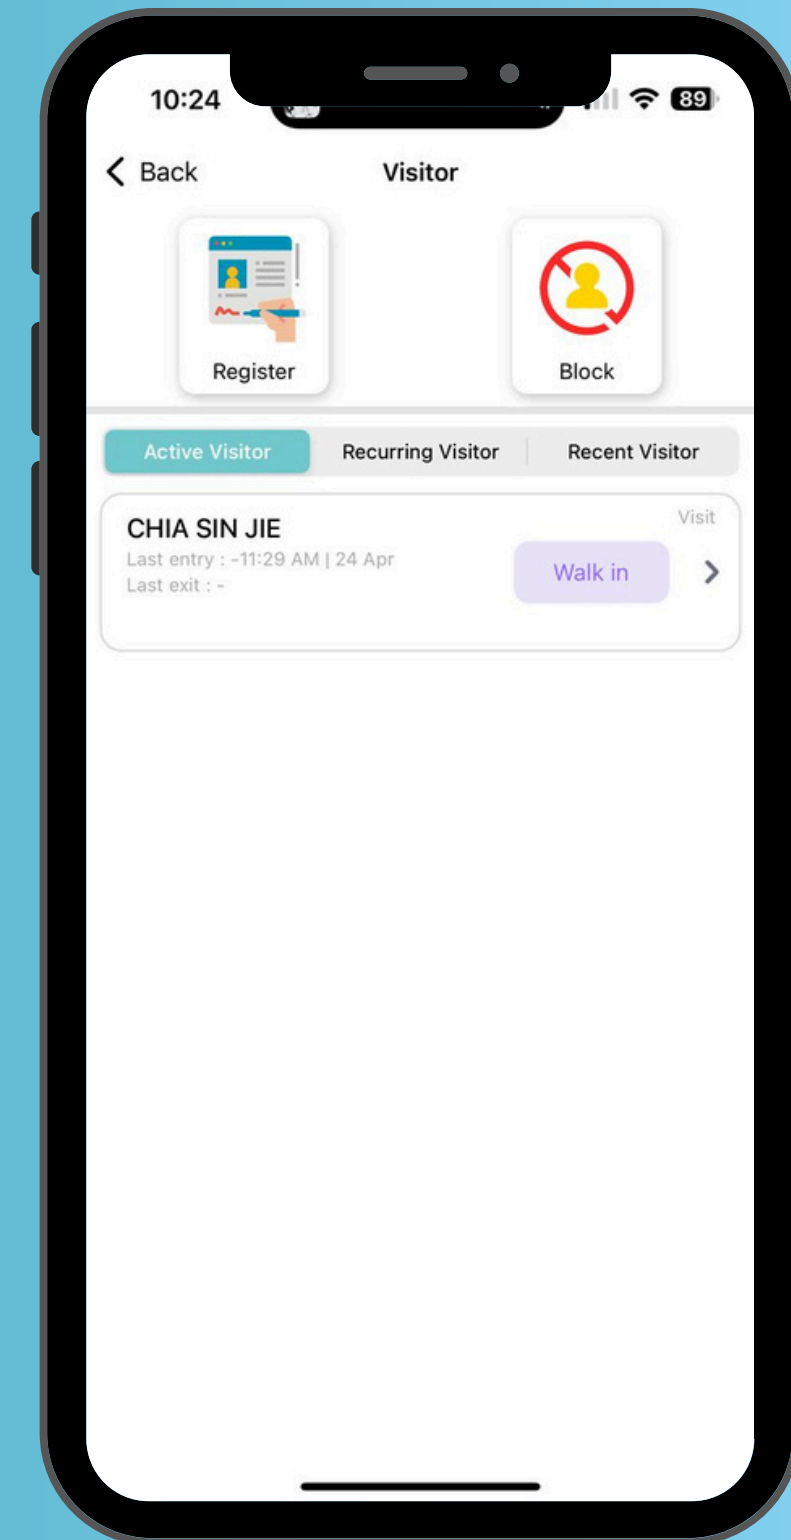 10:24
89
Back
Visitor
Register
Block
Active Visitor
Recurring Visitor
Recent Visitor
Visit
CHIA SIN JIE
Last entry : -11:29 AM | 24 Apr
Last exit : -
Walk in